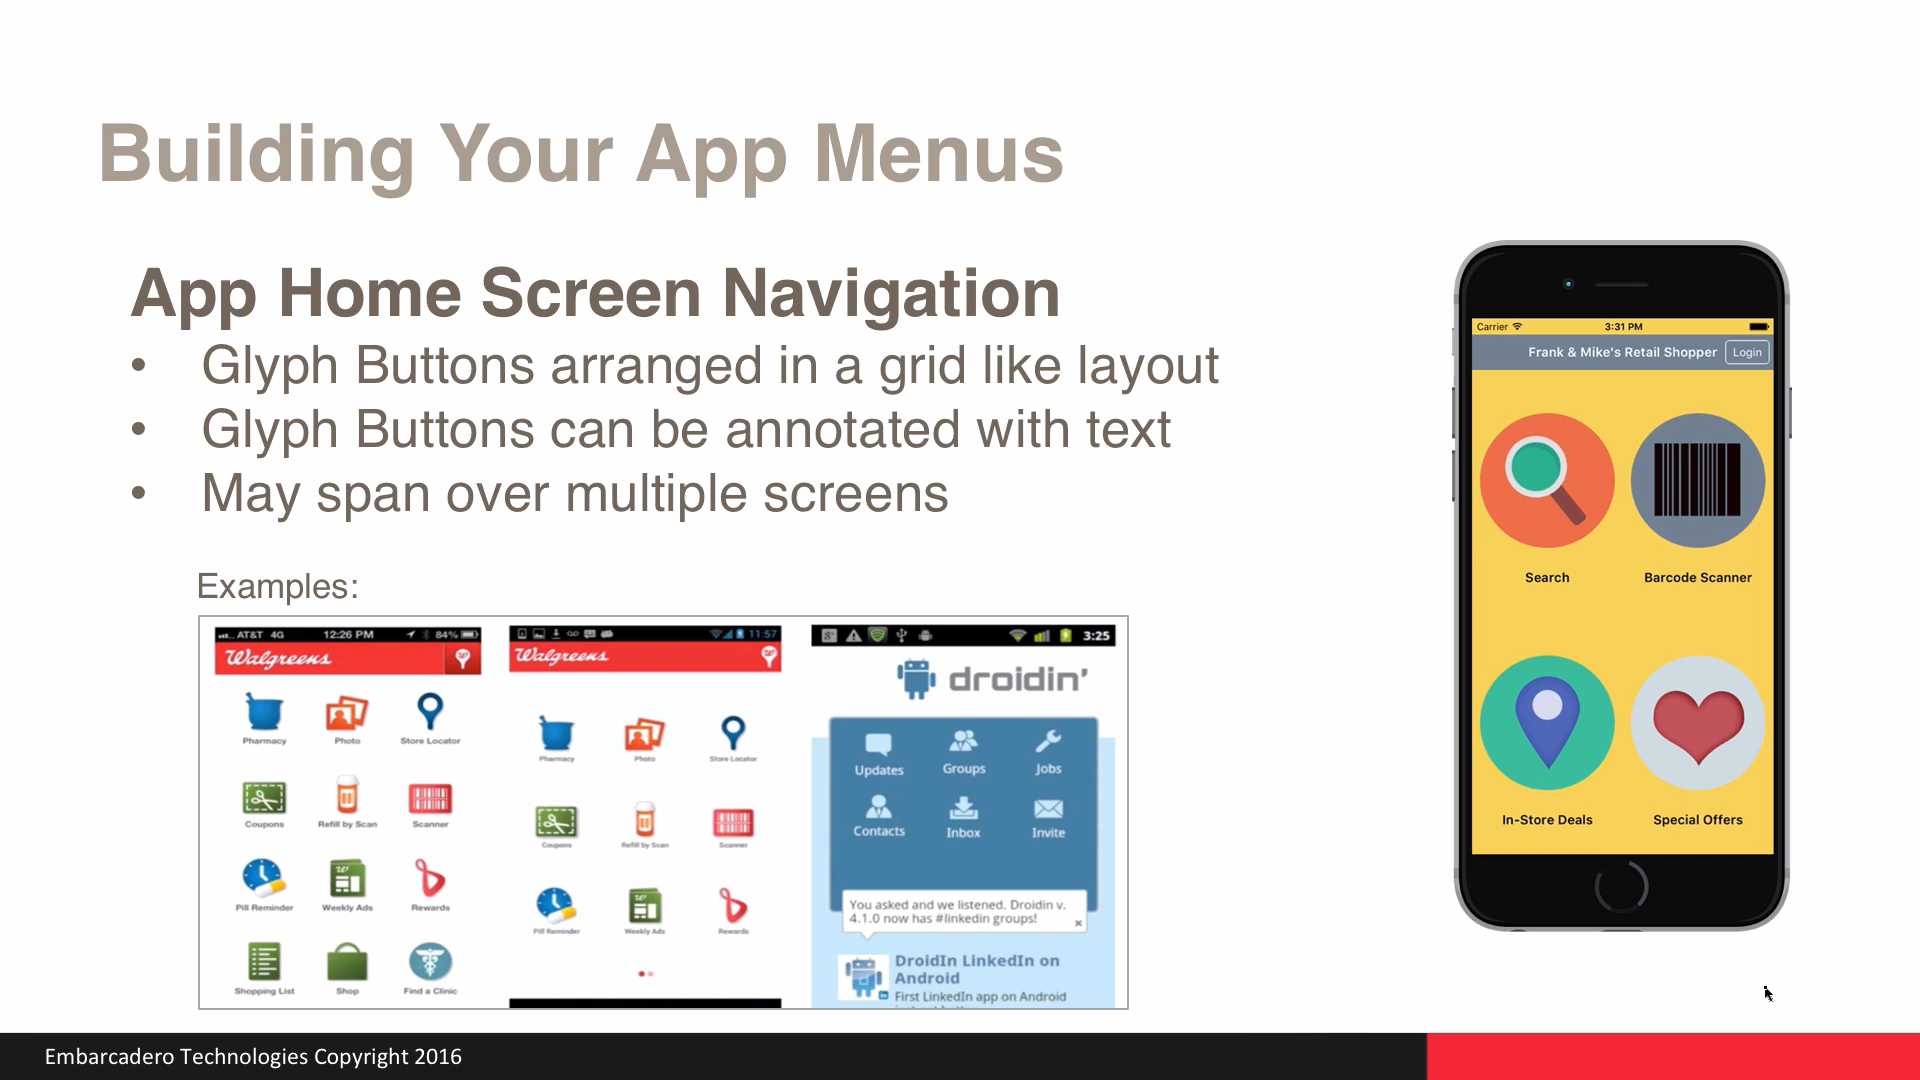 Building Your App Menus
App Home Screen Navigation
• Glyph Buttons arranged in a grid like layout
• Glyph Buttons can be annotated with text
• May span over multiple screens
Examples:
AT&T 4G 12:26 PM 84%
Walgreens
Pharmacy Photo Store Locator
Coupons Refill by Scan Scanner
Pill Reminder Weekly Ads Rewards
Shopping List Shop Find a Clinic
11:57
Walgreens
Pharmacy Photo Store Locator
Coupons Refill by Scan Scanner
Pill Reminder Weekly Ads Rewards
3:25
droidin'
Updates Groups Jobs
Contacts Inbox Invite
You asked and we listened. Droidin v.
4.1.0 now has #linkedin groups!
DroidIn LinkedIn on
Android
First LinkedIn app on Android
Carrier 3:31 PM
Frank & Mike's Retail Shopper Login
Search Barcode Scanner
In-Store Deals Special Offers
Embarcadero Technologies Copyright 2016